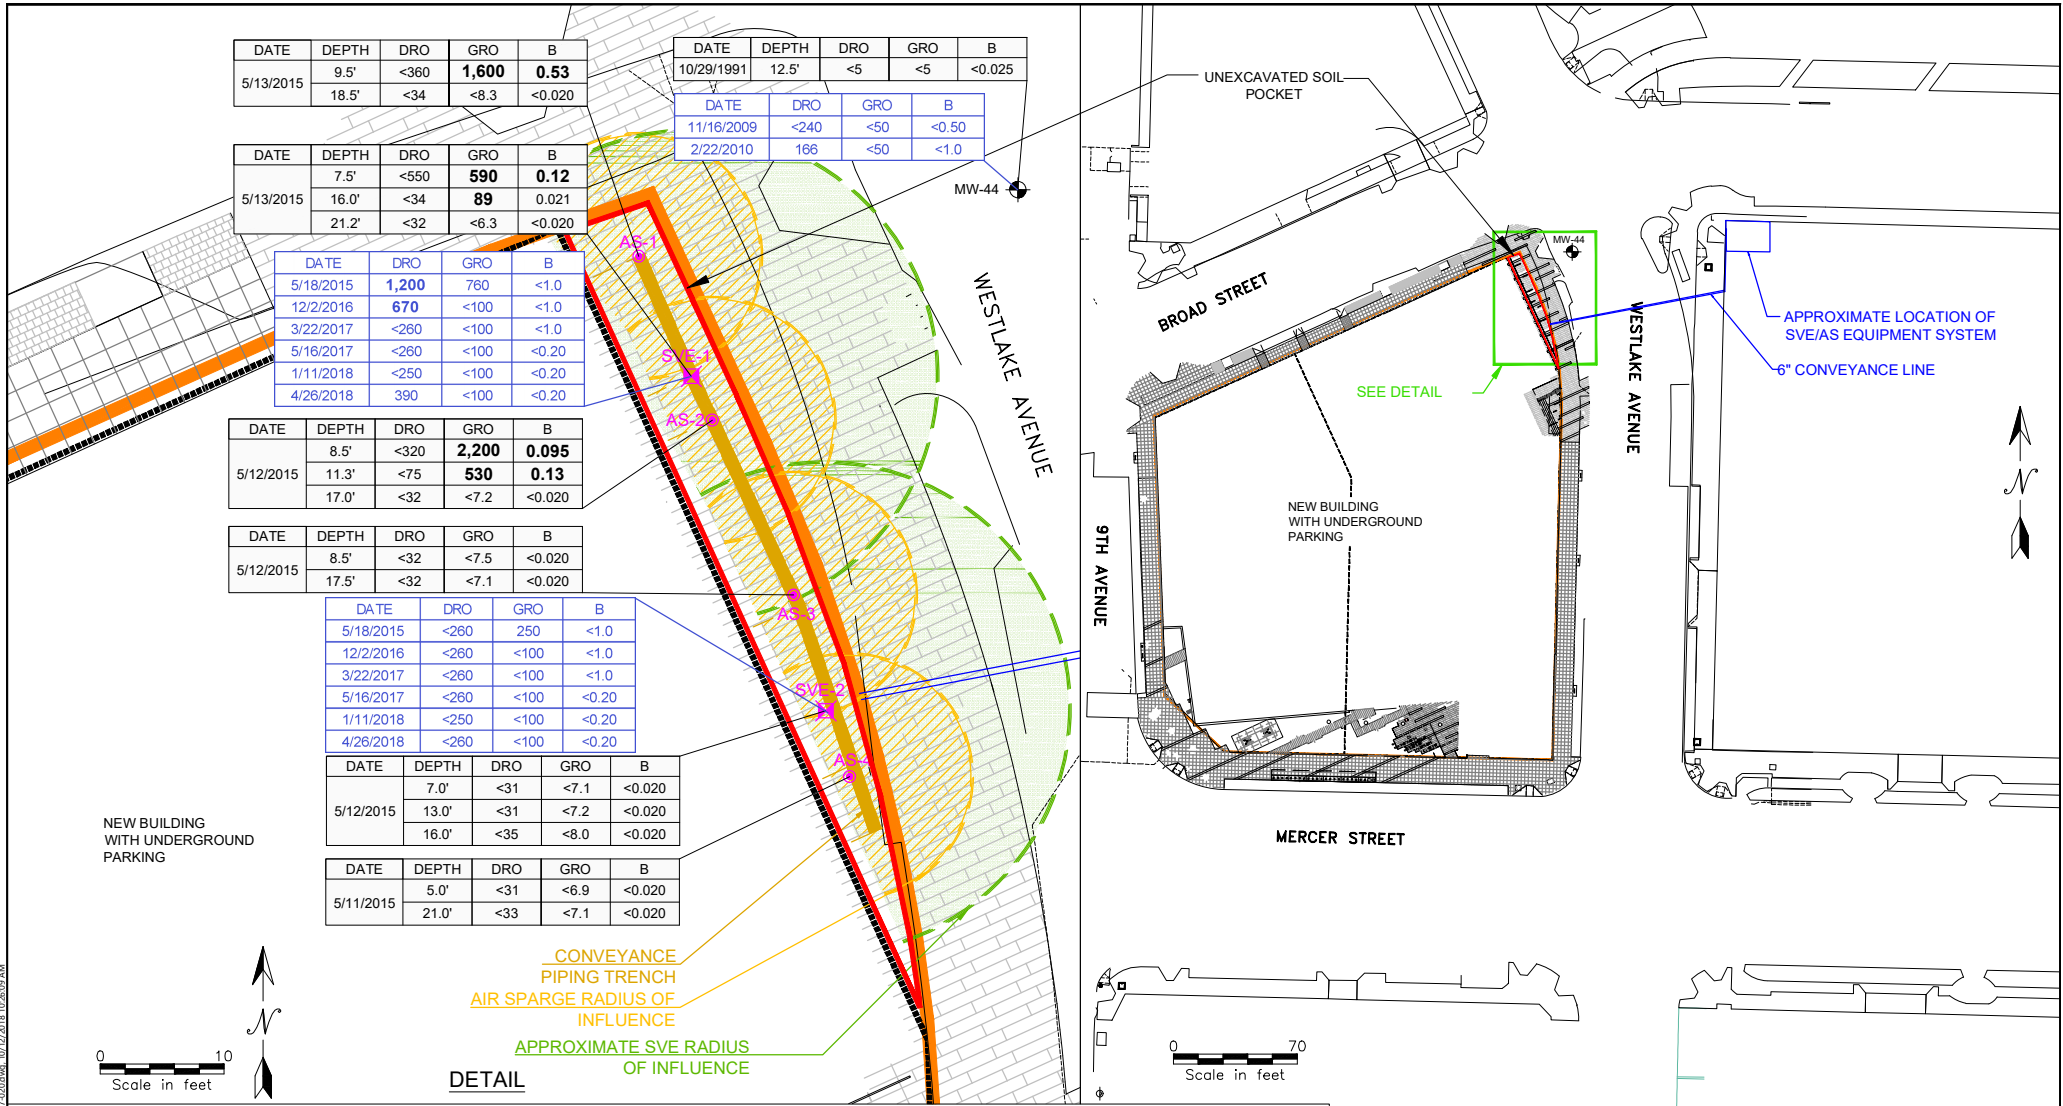 DATE DEPTH DRO GRO B
5/13/2015 9.5' <360 1,600 0.53
18.5' <34 <8.3 <0.020
DATE DEPTH DRO GRO B
5/13/2015 7.5' <550 590 0.12
16.0' <34 89 0.021
21.2' <32 <6.3 <0.020
DATE DRO GRO B
5/18/2015 1,200 760 <1.0
12/2/2016 670 <100 <1.0
3/22/2017 <260 <100 <1.0
5/16/2017 <260 <100 <0.20
1/11/2018 <250 <100 <0.20
4/26/2018 390 <100 <0.20
DATE DEPTH DRO GRO B
5/12/2015 8.5' <320 2,200 0.095
11.3' <75 530 0.13
17.0' <32 <7.2 <0.020
DATE DEPTH DRO GRO B
5/12/2015 8.5' <32 <7.5 <0.020
17.5' <32 <7.1 <0.020
DATE DRO GRO B
5/18/2015 <260 250 <1.0
12/2/2016 <260 <100 <1.0
3/22/2017 <260 <100 <1.0
5/16/2017 <260 <100 <0.20
1/11/2018 <250 <100 <0.20
4/26/2018 <260 <100 <0.20
DATE DEPTH DRO GRO B
5/12/2015 7.0' <31 <7.1 <0.020
13.0' <31 <7.2 <0.020
16.0' <35 <8.0 <0.020
DATE DEPTH DRO GRO B
5/11/2015 5.0' <31 <6.9 <0.020
21.0' <33 <7.1 <0.020
DATE DEPTH DRO GRO B
10/29/1991 12.5' <5 <5 <0.025
DATE DRO GRO B
11/16/2009 <240 <50 <0.50
2/22/2010 166 <50 <1.0
MW-44
AS-1
SVE-1
AS-2
AS-3
SVE-2
AS-4
WESTLAKE AVENUE
NEW BUILDING
WITH UNDERGROUND
PARKING
CONVEYANCE
PIPING TRENCH
AIR SPARGE RADIUS OF
INFLUENCE
APPROXIMATE SVE RADIUS
OF INFLUENCE
DETAIL
N
0 10
Scale in feet
UNEXCAVATED SOIL
POCKET
MW-44
BROAD STREET
WESTLAKE AVENUE
APPROXIMATE LOCATION OF
SVE/AS EQUIPMENT SYSTEM
6" CONVEYANCE LINE
SEE DETAIL
NEW BUILDING
WITH UNDERGROUND
PARKING
9TH AVENUE
N
MERCER STREET
0 70
Scale in feet